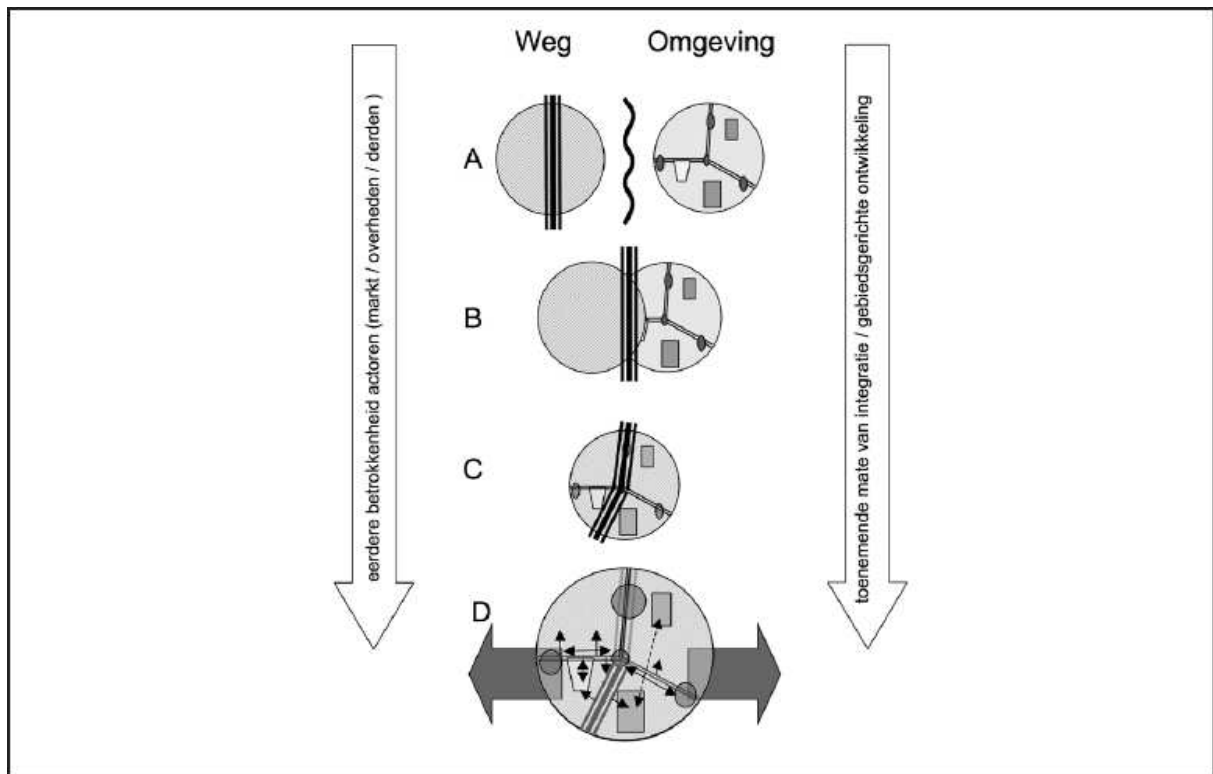 Weg
Omgeving
eerdere betrokkenheid actoren (markt / overheden / derden )
toenemende mate van integratie / gebiedsgerichte ontwikkeling
A
B
C
D